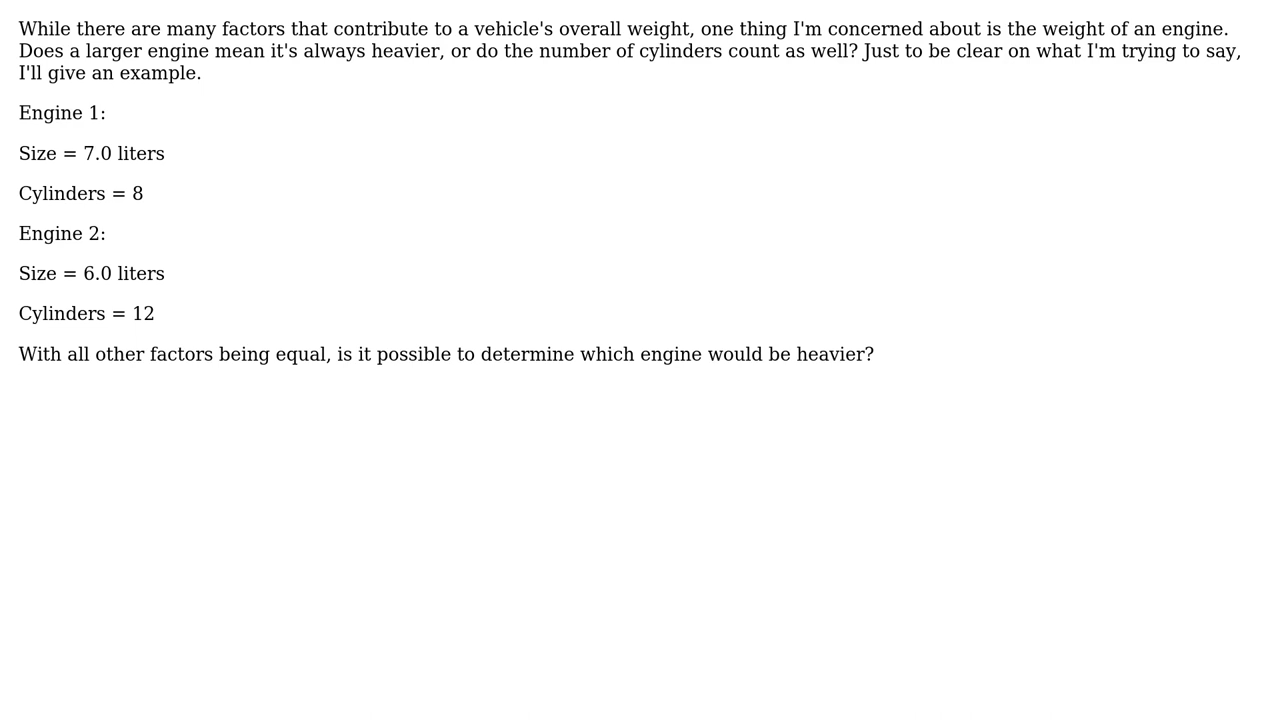 While there are many factors that contribute to a vehicle's overall weight, one thing I'm concerned about is the weight of an engine.
Does a larger engine mean it's always heavier, or do the number of cylinders count as well? Just to be clear on what I'm trying to say,
I'll give an example.
Engine 1:
Size = 7.0 liters
Cylinders = 8
Engine 2:
Size = 6.0 liters
Cylinders = 12
With all other factors being equal, is it possible to determine which engine would be heavier?